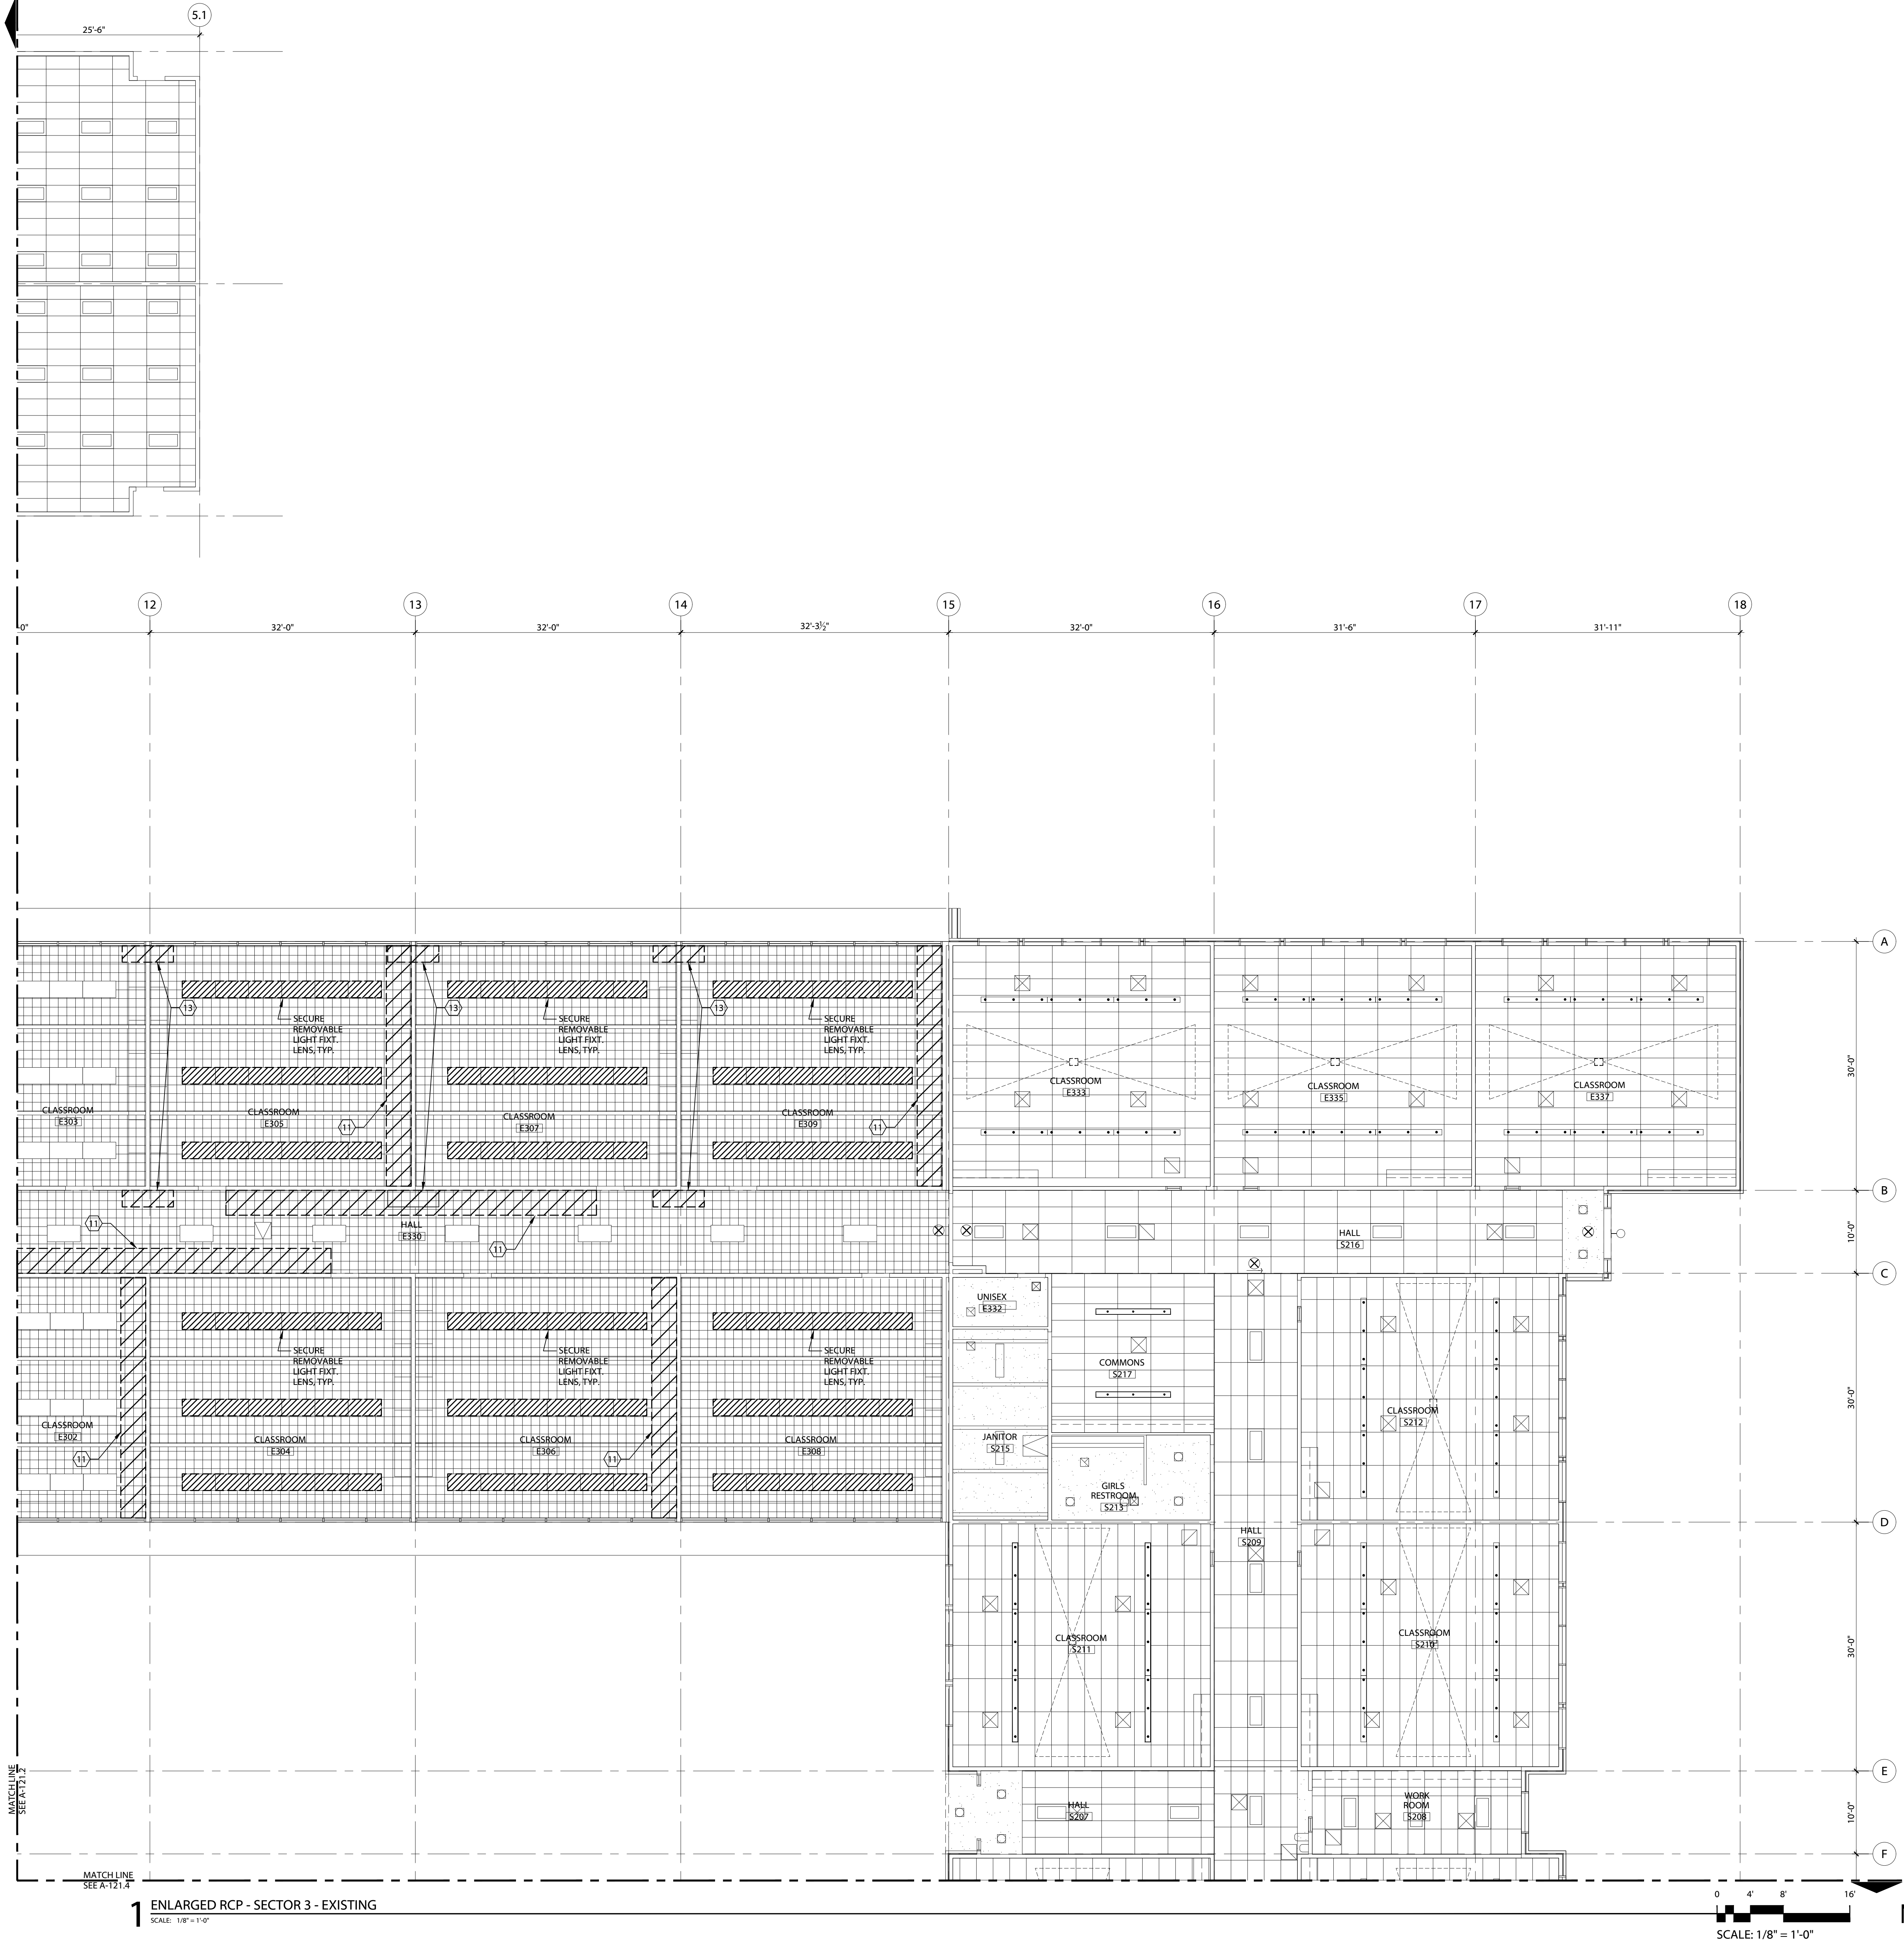 5.1
25'-6"
12
13
14
15
16
17
18
-0"
32'-0"
32'-0"
32'-3½"
32'-0"
31'-6"
31'-11"
A
30'-0"
B
10'-0"
C
30'-0"
D
30'-0"
E
10'-0"
F
13
13
13
SECURE
REMOVABLE
LIGHT FIXT.
LENS, TYP.
SECURE
REMOVABLE
LIGHT FIXT.
LENS, TYP.
SECURE
REMOVABLE
LIGHT FIXT.
LENS, TYP.
CLASSROOM
E303
CLASSROOM
E305
11
CLASSROOM
E307
CLASSROOM
E309
11
CLASSROOM
E333
CLASSROOM
E335
CLASSROOM
E337
11
HALL
E330
11
HALL
S216
UNISEX
E332
SECURE
REMOVABLE
LIGHT FIXT.
LENS, TYP.
SECURE
REMOVABLE
LIGHT FIXT.
LENS, TYP.
SECURE
REMOVABLE
LIGHT FIXT.
LENS, TYP.
COMMONS
S217
CLASSROOM
S212
CLASSROOM
E302
11
CLASSROOM
E304
CLASSROOM
E306
11
CLASSROOM
E308
JANITOR
S215
GIRLS
RESTROOM
S213
HALL
S209
CLASSROOM
S211
CLASSROOM
S210
HALL
S207
WORK
ROOM
S208
MATCH LINE
SEE A-121.2
MATCH LINE
SEE A-121.4
1
ENLARGED RCP - SECTOR 3 - EXISTING
SCALE: 1/8" = 1'-0"
0 4' 8' 16'
SCALE: 1/8" = 1'-0"